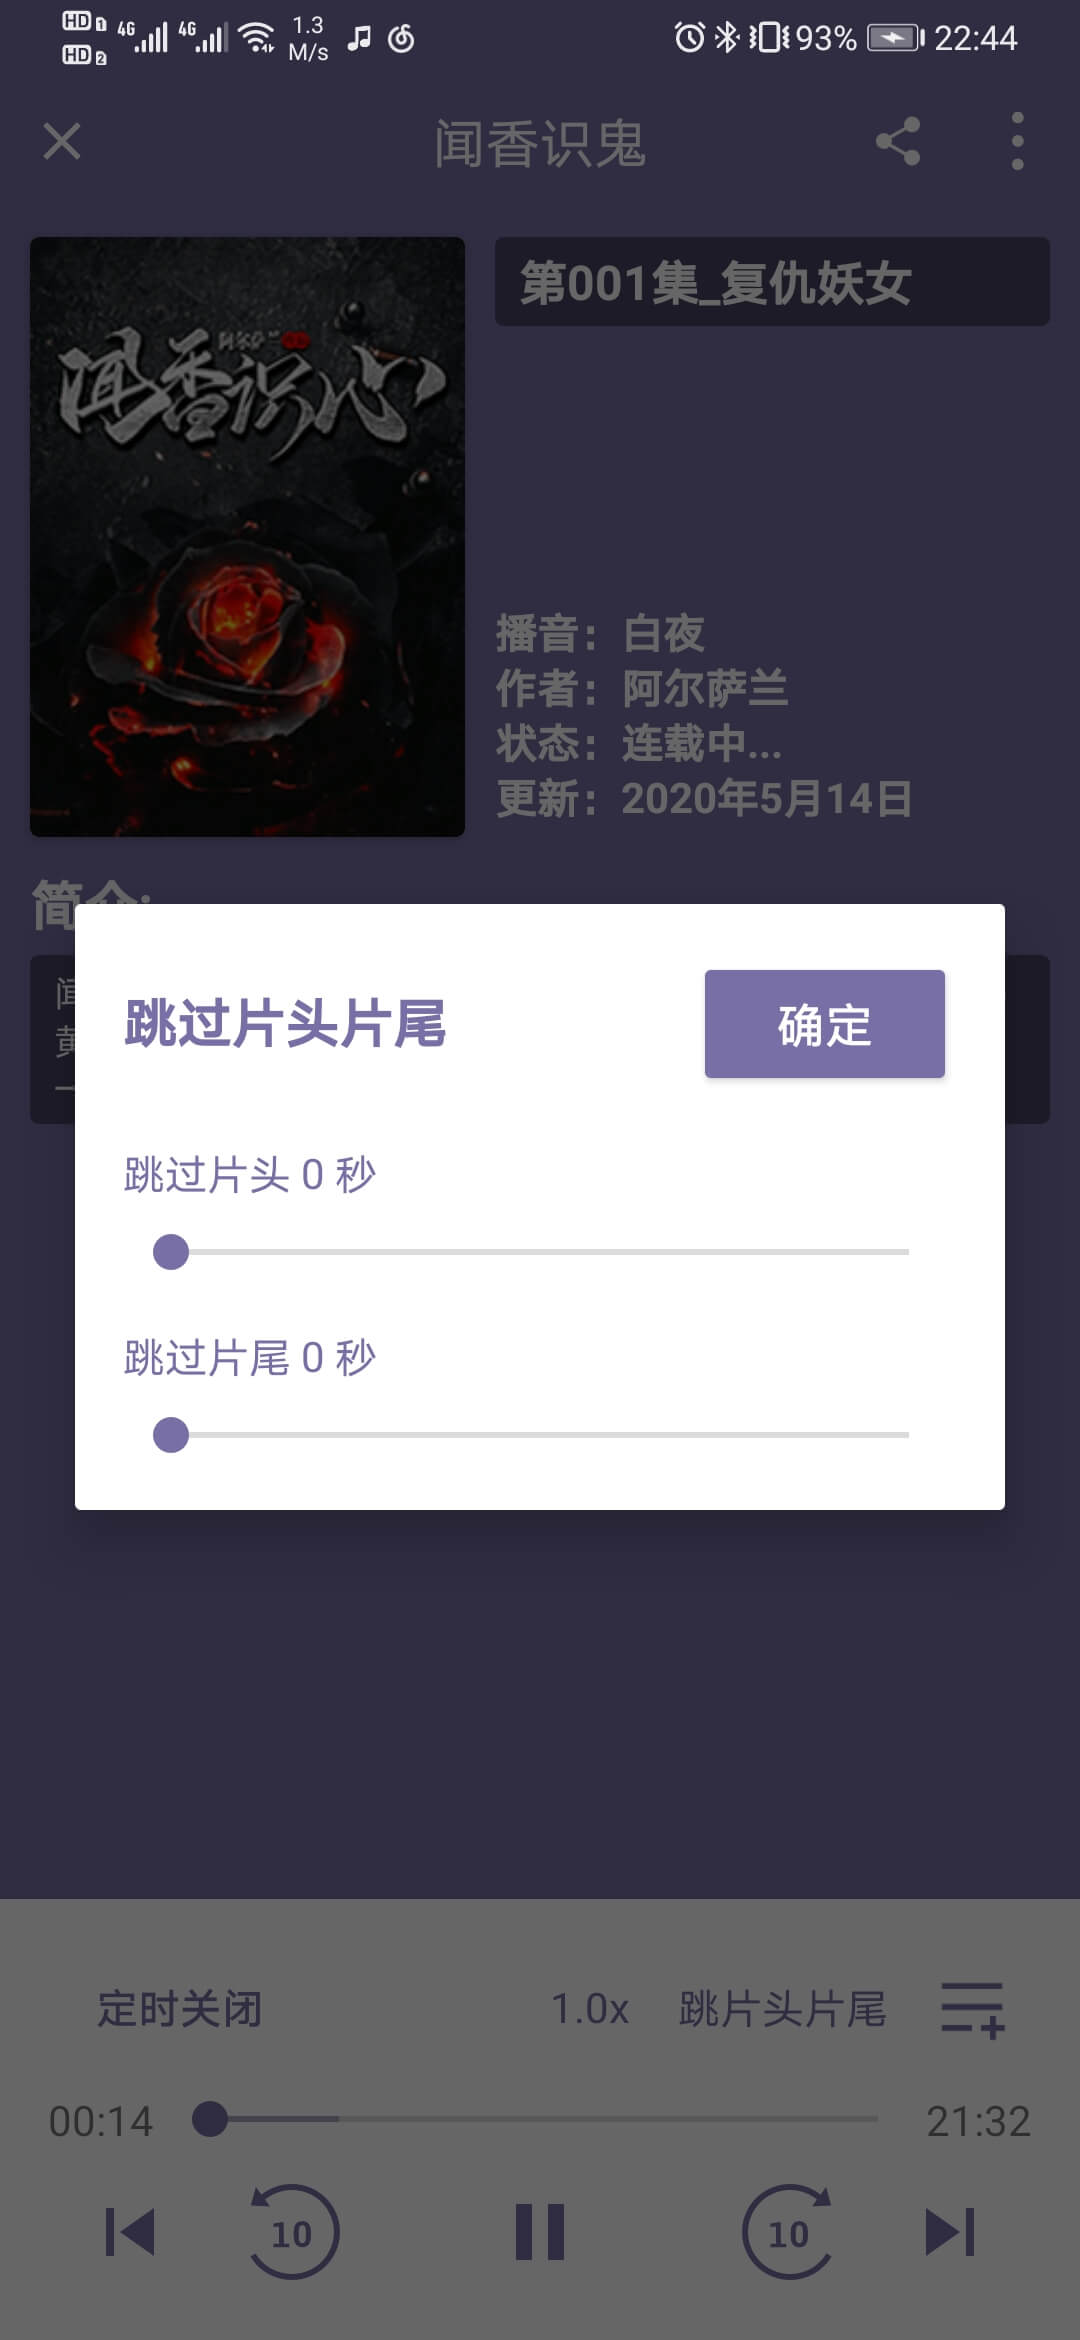 HD 1 4G 4G 1.3 93% 22:44
HD 2 M/s
闻香识鬼
第001集_复仇妖女
闻香识心
播音：白夜
作者：阿尔萨兰
状态：连载中...
更新：2020年5月14日
简介:
闻
黄
一
跳过片头片尾
确定
跳过片头 0 秒
跳过片尾 0 秒
定时关闭 1.0x 跳片头片尾
00:14 21:32
10 10